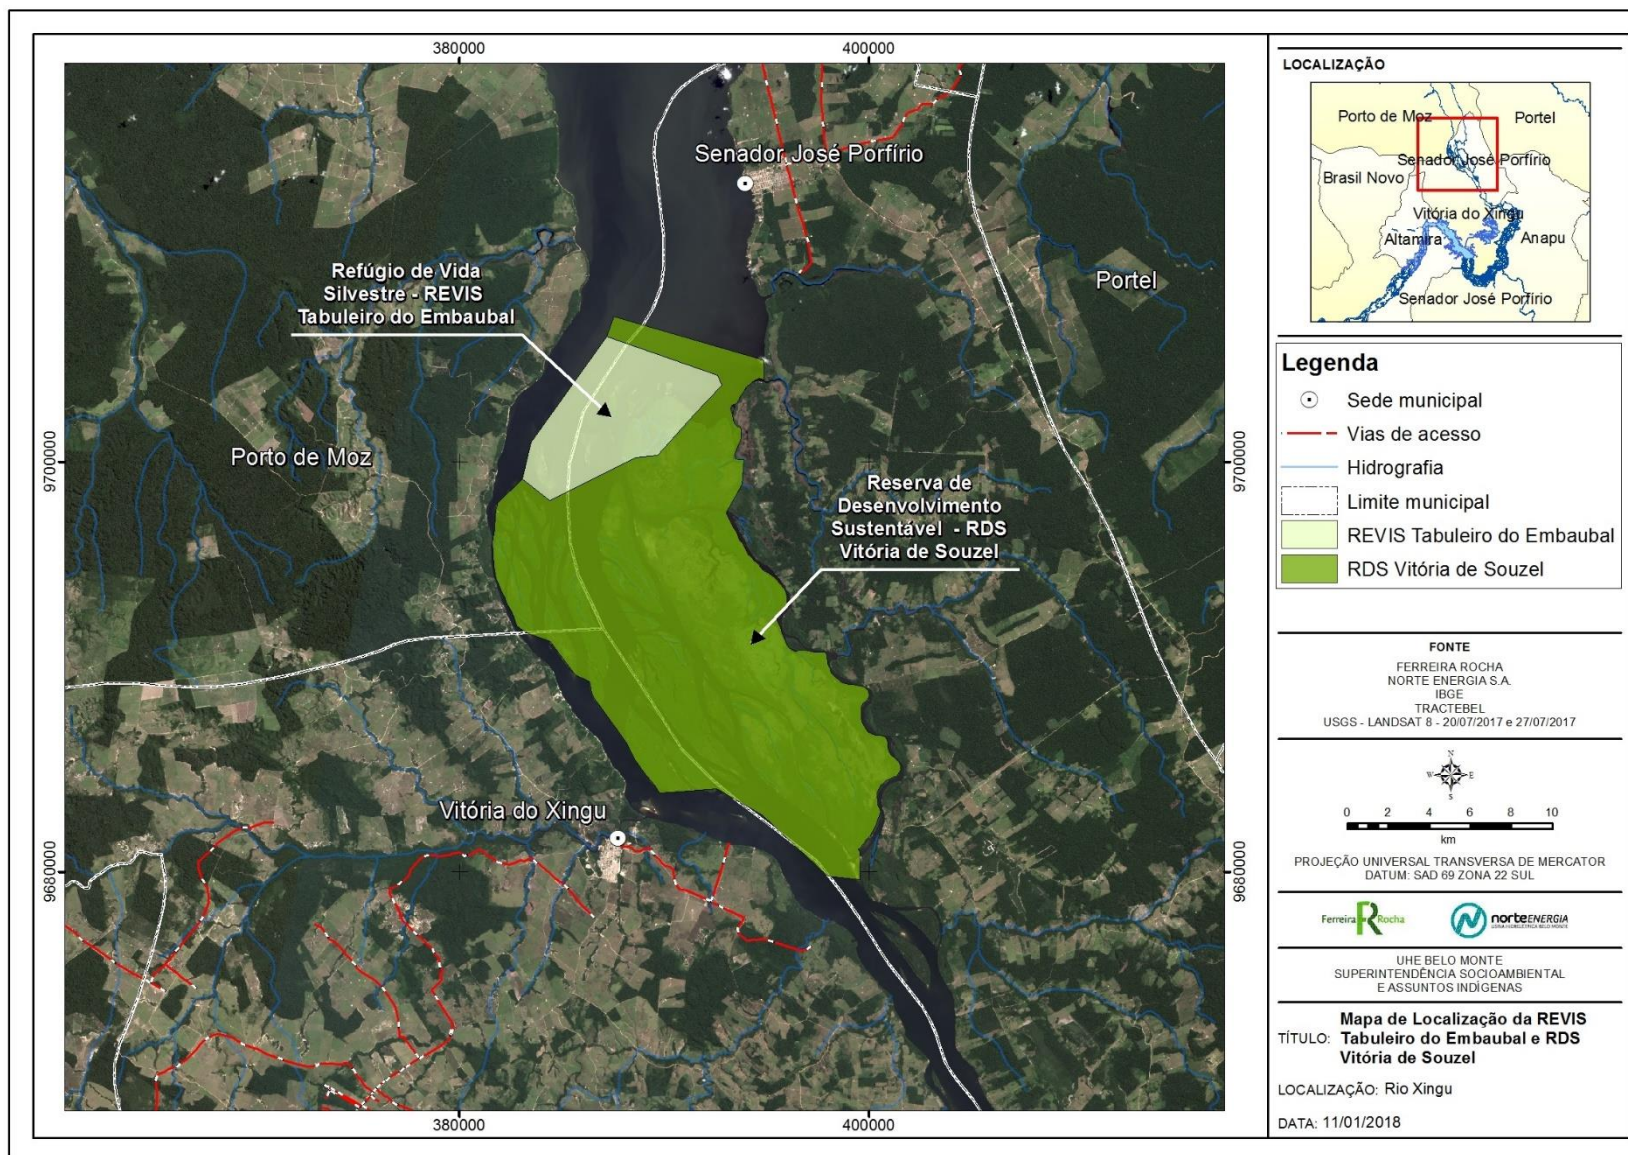 380000
400000
Senador José Porfírio
Refúgio de Vida
Silvestre - REVIS
Tabuleiro do Embaubal
Portel
Porto de Moz
Reserva de
Desenvolvimento
Sustentável - RDS
Vitória de Souzel
Vitória do Xingu
9700000
9700000
9680000
9680000
380000
400000
LOCALIZAÇÃO
Porto de Moz
Portel
Senador José Porfírio
Brasil Novo
Vitória do Xingu
Altamira
Anapu
Senador José Porfírio
Legenda
Sede municipal
Vias de acesso
Hidrografia
Limite municipal
REVIS Tabuleiro do Embaubal
RDS Vitória de Souzel
FONTE
FERREIRA ROCHA
NORTE ENERGIA S.A.
IBGE
TRACTEBEL
USGS - LANDSAT 8 - 20/07/2017 e 27/07/2017
N
W E
S
0 2 4 6 8 10
km
PROJEÇÃO UNIVERSAL TRANSVERSA DE MERCATOR
DATUM: SAD 69 ZONA 22 SUL
Ferreira Rocha
norteENERGIA
USINA HIDRELÉTRICA BELO MONTE
UHE BELO MONTE
SUPERINTENDÊNCIA SOCIOAMBIENTAL
E ASSUNTOS INDÍGENAS
TÍTULO: Mapa de Localização da REVIS
Tabuleiro do Embaubal e RDS
Vitória de Souzel
LOCALIZAÇÃO: Rio Xingu
DATA: 11/01/2018